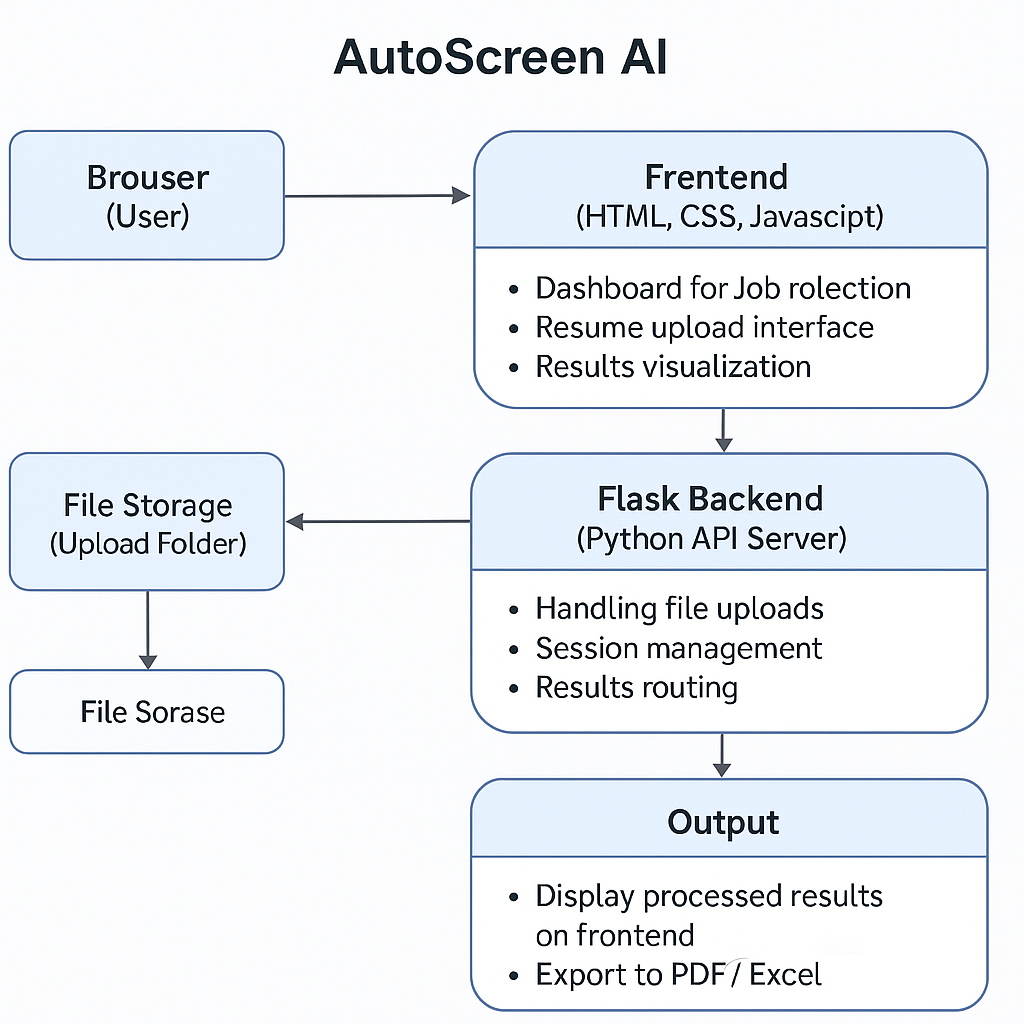 AutoScreen AI
Brouser
(User)
Frentend
(HTML, CSS, Javascipt)
• Dashboard for Job rolection
• Resume upload interface
• Results visualization
File Storage
(Upload Folder)
Flask Backend
(Python API Server)
• Handling file uploads
• Session management
• Results routing
File Sorase
Output
• Display processed results
on frontend
• Export to PDF / Excel